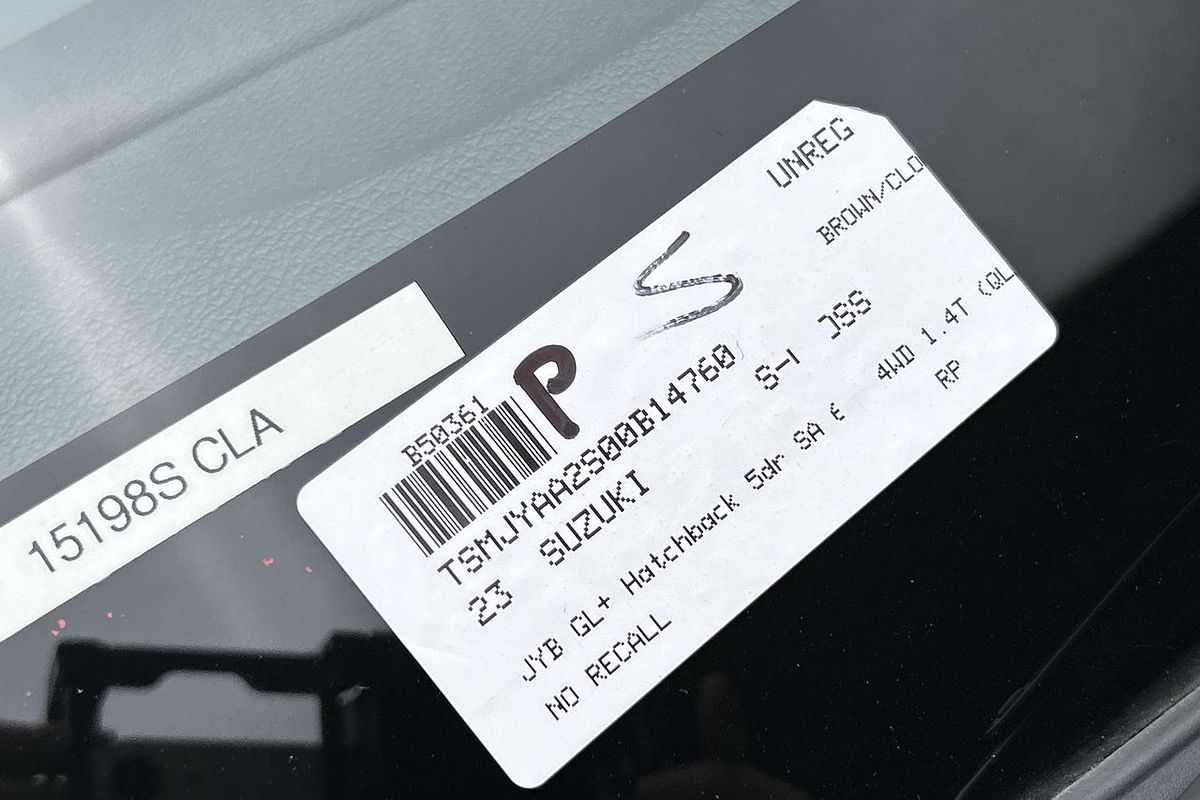 15198S CLA
UNREG
BROWN/CLO
S
P
B50361
TSMJYAA2S00B14760
23 SUZUKI
JYB GL+ Hatchback 5dr SA 4WD 1.4T (QL
NO RECALL RP